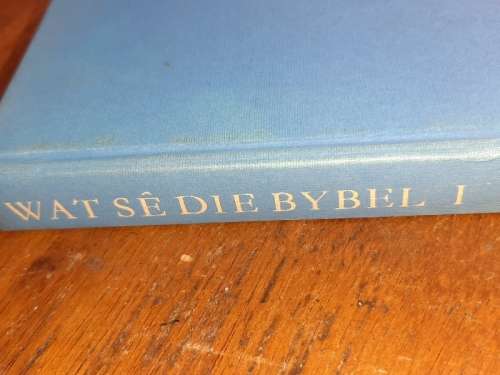 WAT SÊ DIE BYBEL I